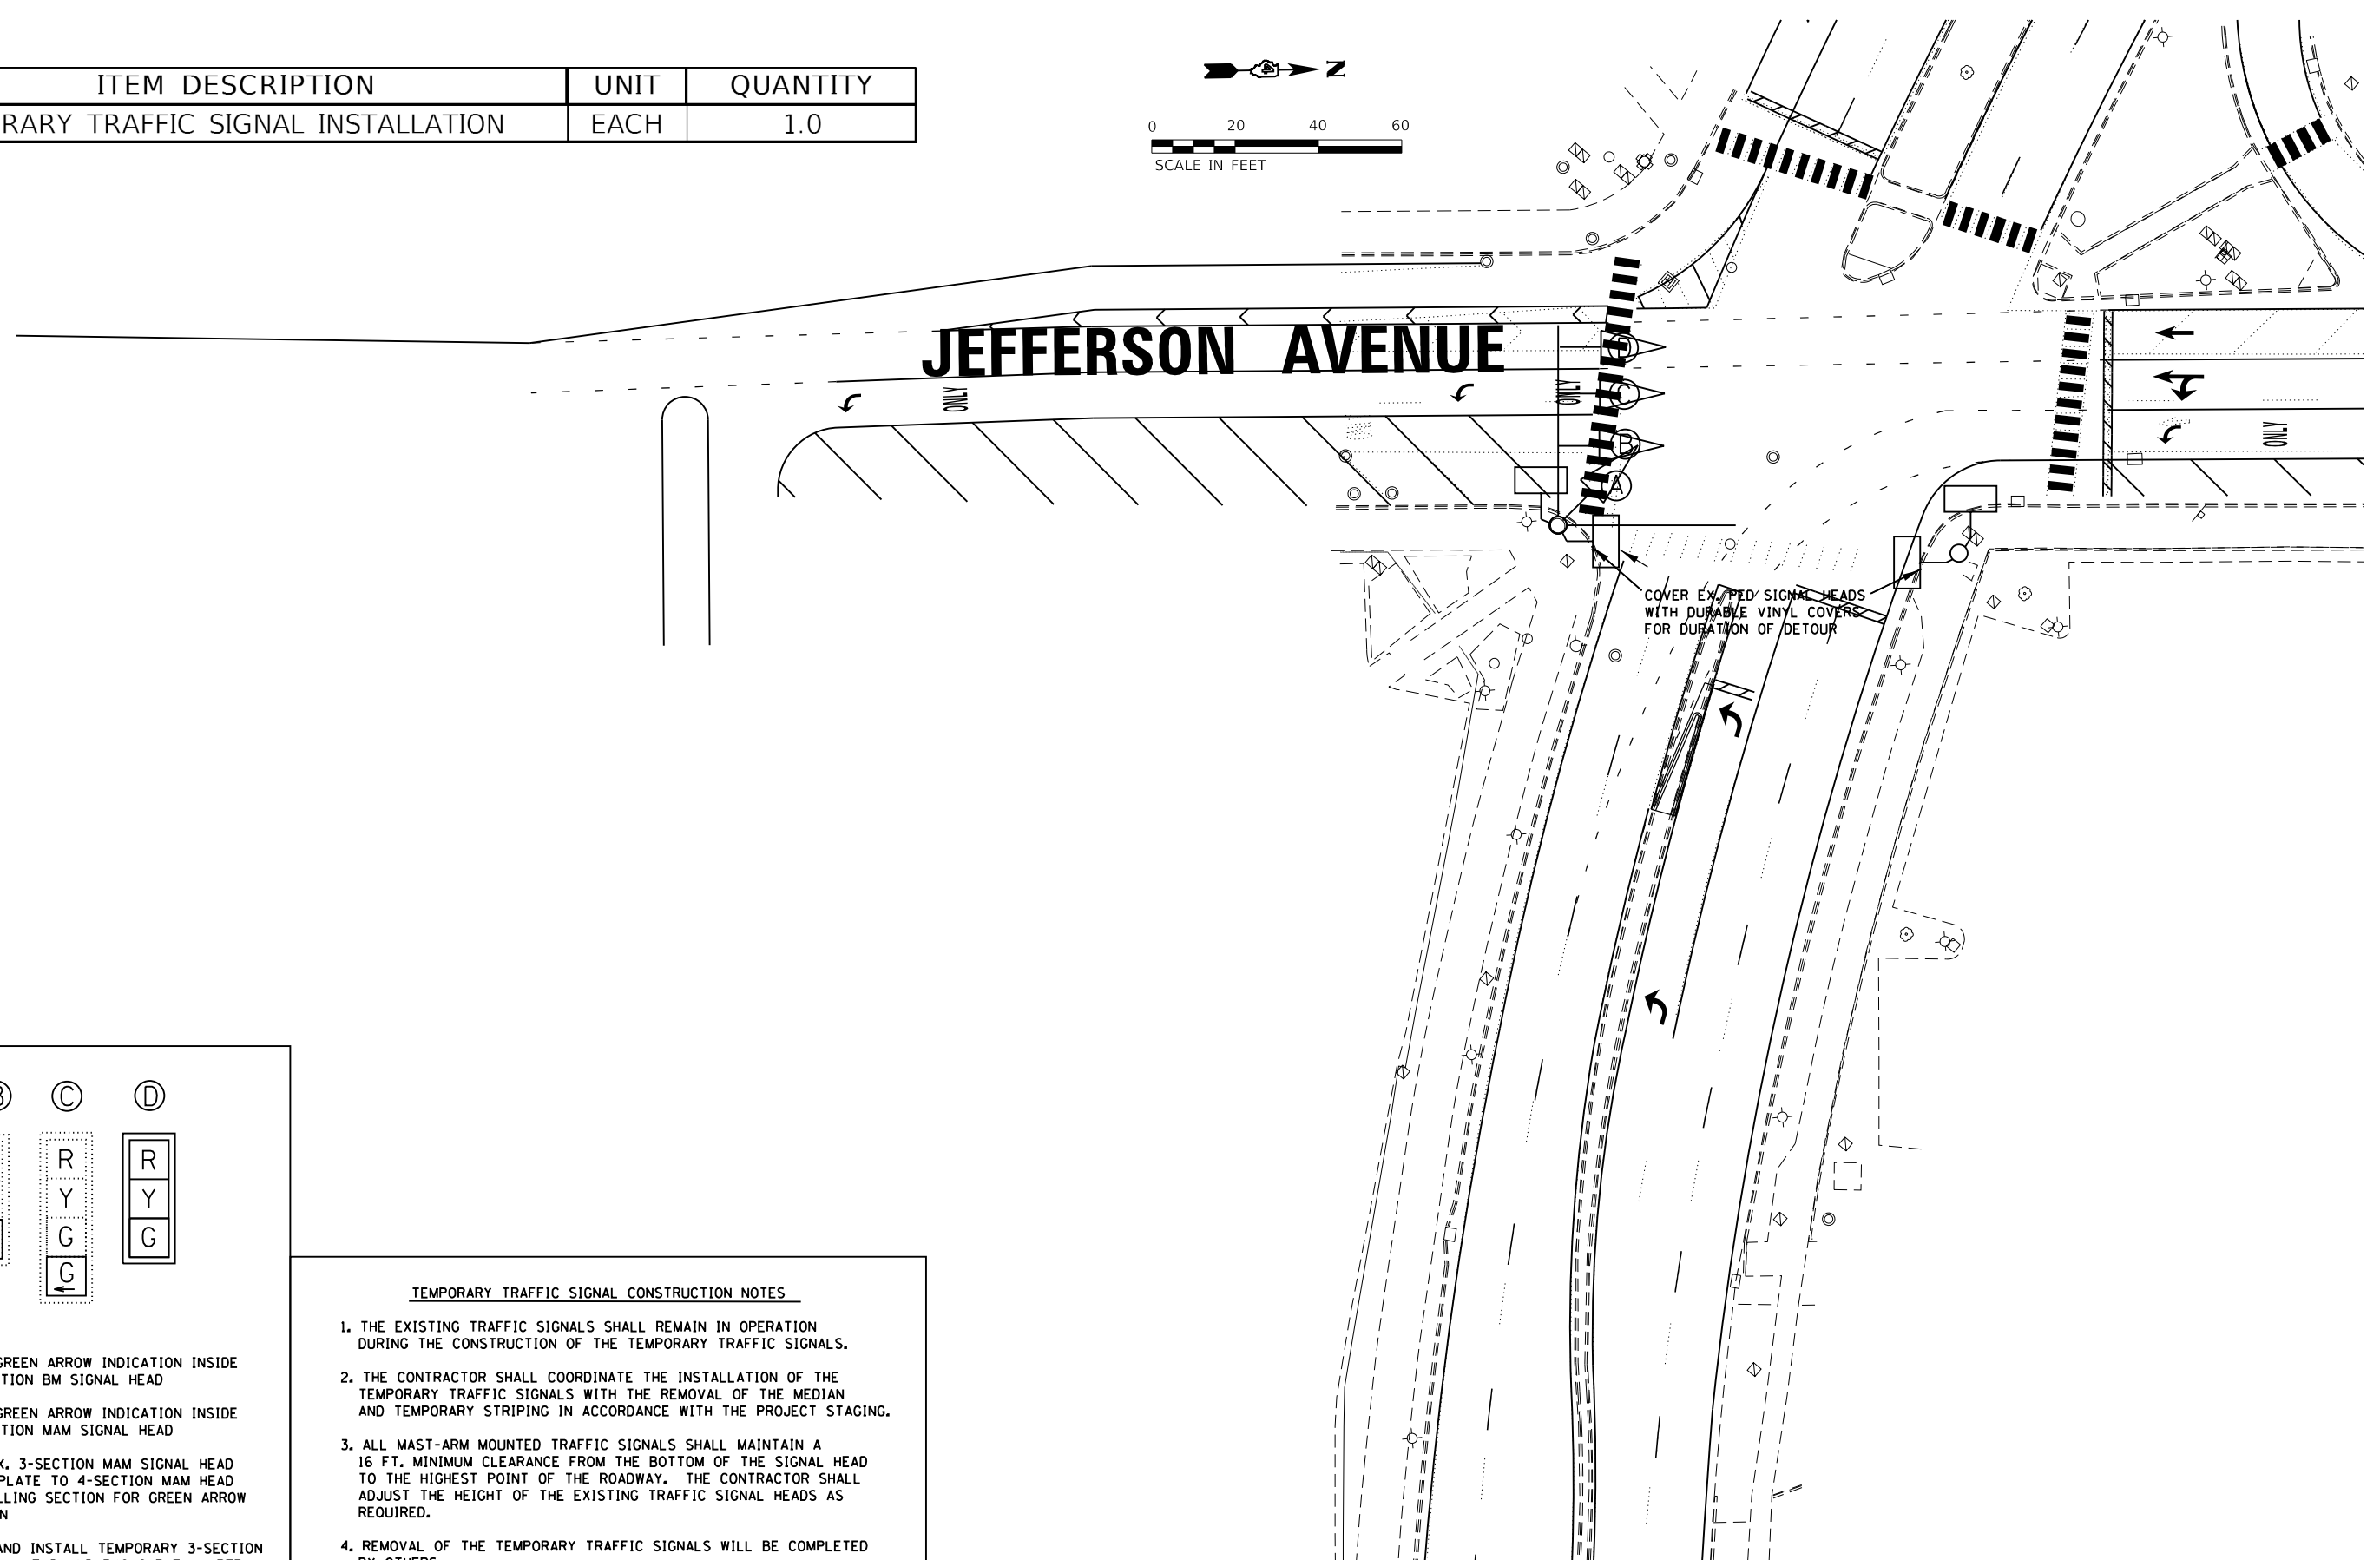 ITEM DESCRIPTION UNIT QUANTITY
RARY TRAFFIC SIGNAL INSTALLATION EACH 1.0
N
0 20 40 60
SCALE IN FEET
JEFFERSON AVENUE
ONLY
ONLY
ONLY
D
C
B
A
COVER EX. PED SIGNAL HEADS
WITH DURABLE VINYL COVERS
FOR DURATION OF DETOUR
B C D
R R
Y Y
G G
G
GREEN ARROW INDICATION INSIDE
TION BM SIGNAL HEAD
GREEN ARROW INDICATION INSIDE
TION MAM SIGNAL HEAD
X. 3-SECTION MAM SIGNAL HEAD
PLATE TO 4-SECTION MAM HEAD
LLING SECTION FOR GREEN ARROW
N
AND INSTALL TEMPORARY 3-SECTION
TEMPORARY TRAFFIC SIGNAL CONSTRUCTION NOTES
1. THE EXISTING TRAFFIC SIGNALS SHALL REMAIN IN OPERATION
DURING THE CONSTRUCTION OF THE TEMPORARY TRAFFIC SIGNALS.
2. THE CONTRACTOR SHALL COORDINATE THE INSTALLATION OF THE
TEMPORARY TRAFFIC SIGNALS WITH THE REMOVAL OF THE MEDIAN
AND TEMPORARY STRIPING IN ACCORDANCE WITH THE PROJECT STAGING.
3. ALL MAST-ARM MOUNTED TRAFFIC SIGNALS SHALL MAINTAIN A
16 FT. MINIMUM CLEARANCE FROM THE BOTTOM OF THE SIGNAL HEAD
TO THE HIGHEST POINT OF THE ROADWAY. THE CONTRACTOR SHALL
ADJUST THE HEIGHT OF THE EXISTING TRAFFIC SIGNAL HEADS AS
REQUIRED.
4. REMOVAL OF THE TEMPORARY TRAFFIC SIGNALS WILL BE COMPLETED
BY OTHERS